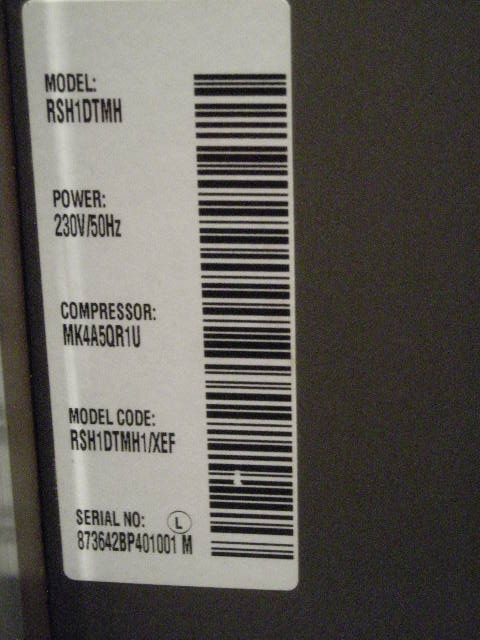 MODEL:
RSH1DTMH
POWER:
230V/50Hz
COMPRESSOR:
MK4A5QR1U
MODEL CODE:
RSH1DTMH1/XEF
SERIAL NO: Ⓛ
873642BP401001 M